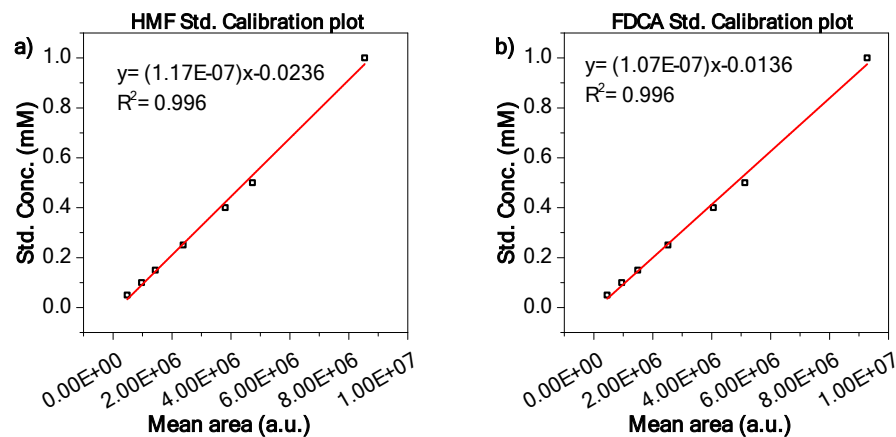 a)
HMF Std. Calibration plot
y= (1.17E-07)x-0.0236
R²= 0.996
Std. Conc. (mM)
1.0
0.8
0.6
0.4
0.2
0.0
0.00E+00 2.00E+06 4.00E+06 6.00E+06 8.00E+06 1.00E+07
Mean area (a.u.)
b)
FDCA Std. Calibration plot
y= (1.07E-07)x-0.0136
R²= 0.996
Std. Conc. (mM)
1.0
0.8
0.6
0.4
0.2
0.0
0.00E+00 2.00E+06 4.00E+06 6.00E+06 8.00E+06 1.00E+07
Mean area (a.u.)